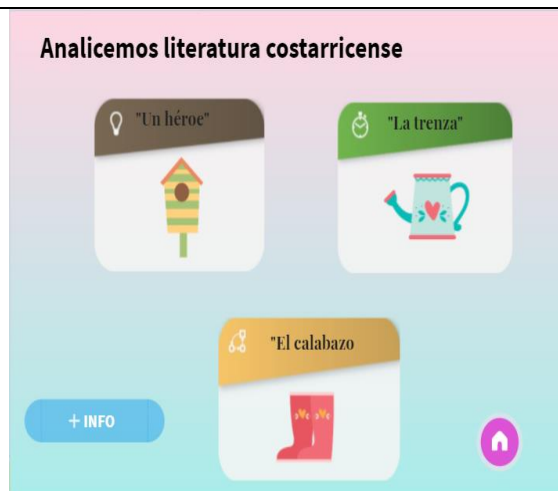 Analicemos literatura costarricense
"Un héroe"
"La trenza"
"El calabazo
+ INFO